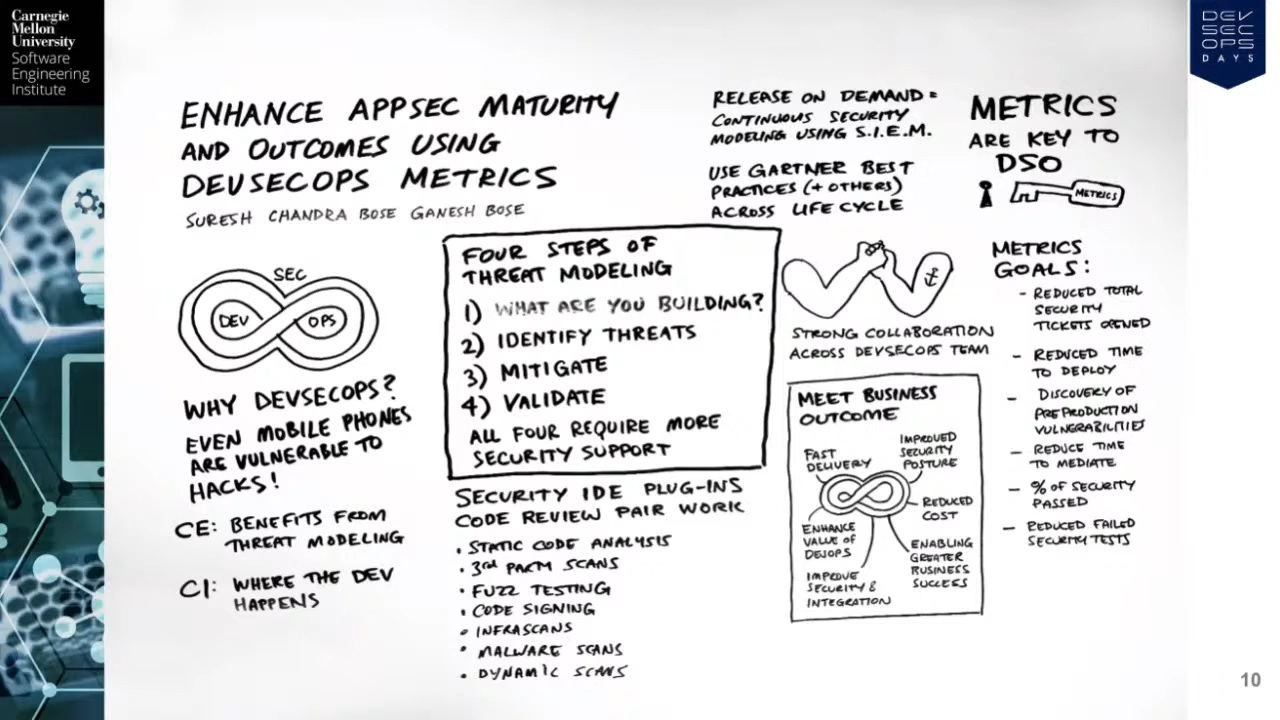 Carnegie
Mellon
University
Software
Engineering
Institute
DEV
SEC
OPS
DAYS
ENHANCE APPSEC MATURITY
AND OUTCOMES USING
DEVSECOPS METRICS
SURESH CHANDRA BOSE GANESH BOSE
SEC
DEV
OPS
WHY DEVSECOPS?
EVEN MOBILE PHONES
ARE VULNERABLE TO
HACKS!
CE: BENEFITS FROM
THREAT MODELING
CI: WHERE THE DEV
HAPPENS
FOUR STEPS OF
THREAT MODELING
1) WHAT ARE YOU BUILDING?
2) IDENTIFY THREATS
3) MITIGATE
4) VALIDATE
ALL FOUR REQUIRE MORE
SECURITY SUPPORT
SECURITY IDE PLUG-INS
CODE REVIEW PAIR WORK
• STATIC CODE ANALYSIS
• 3rd PARTY SCANS
• FUZZ TESTING
• CODE SIGNING
• INFRASCANS
• MALWARE SCANS
• DYNAMIC SCANS
RELEASE ON DEMAND =
CONTINUOUS SECURITY
MODELING USING S.I.E.M.
USE GARTNER BEST
PRACTICES (+ OTHERS)
ACROSS LIFE CYCLE
STRONG COLLABORATION
ACROSS DEVSECOPS TEAM
MEET BUSINESS
OUTCOME
FAST
DELIVERY
IMPROVED
SECURITY
POSTURE
REDUCED
COST
ENHANCE
VALUE OF
DEVOPS
ENABLING
GREATER
BUSINESS
SUCCESS
IMPROVE
SECURITY &
INTEGRATION
METRICS
ARE KEY TO
DSO
METRICS
METRICS
GOALS:
- REDUCED TOTAL
SECURITY
TICKETS OPENED
- REDUCED TIME
TO DEPLOY
- DISCOVERY OF
PREPRODUCTION
VULNERABILITIES
- REDUCE TIME
TO MEDIATE
- % OF SECURITY
PASSED
- REDUCED FAILED
SECURITY TESTS
10